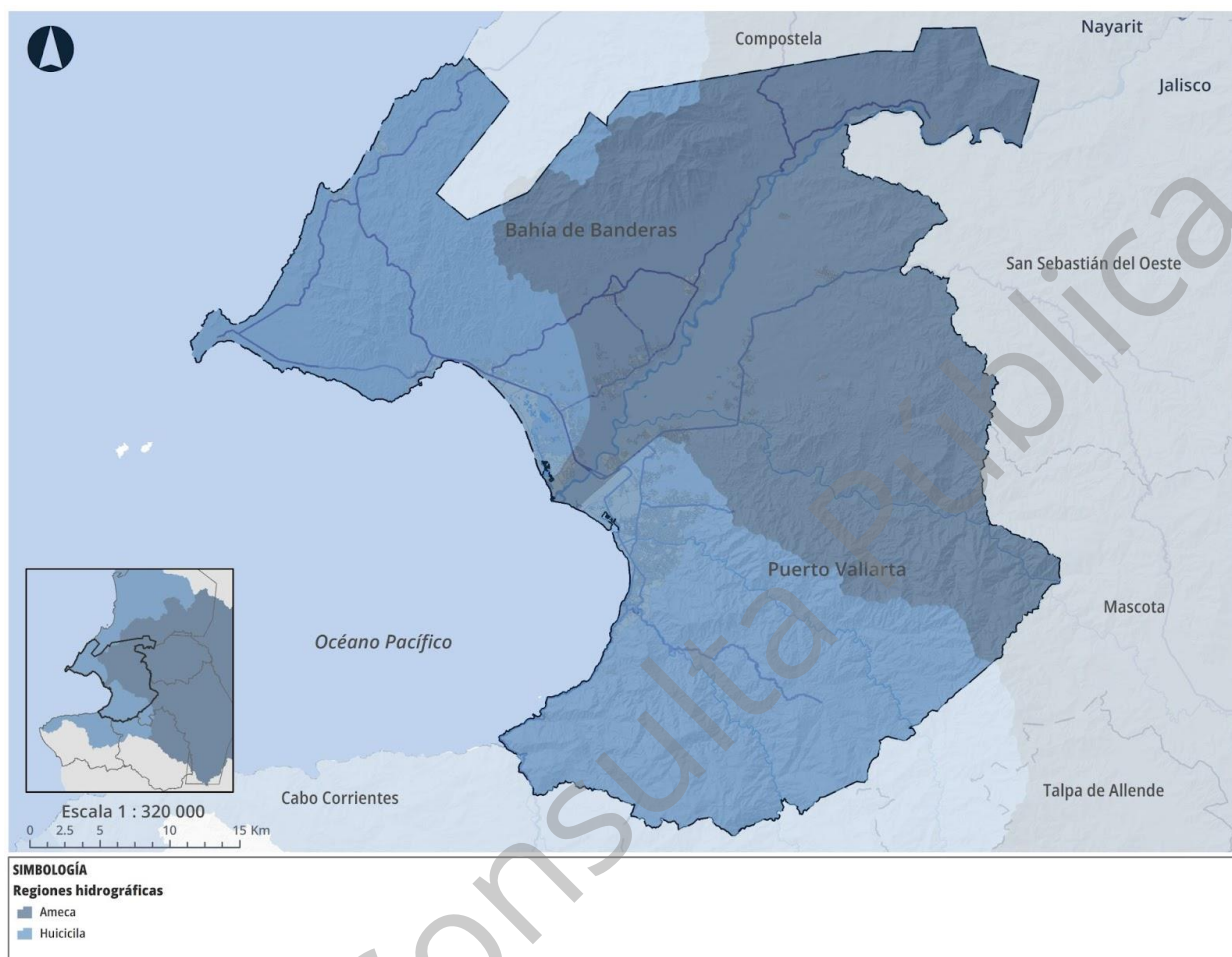 Nayarit
Compostela
Jalisco
Bahía de Banderas
San Sebastián del Oeste
Puerto Vallarta
Mascota
Océano Pacífico
Talpa de Allende
Cabo Corrientes
Escala 1 : 320 000
0 2.5 5 10 15 Km
SIMBOLOGÍA
Regiones hidrográficas
Ameca
Huicicila
Consulta Pública